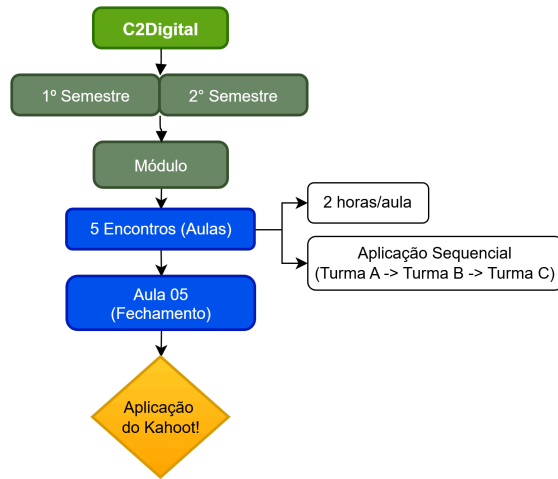 C2Digital
1º Semestre
2° Semestre
Módulo
5 Encontros (Aulas)
2 horas/aula
Aplicação Sequencial
(Turma A -> Turma B -> Turma C)
Aula 05
(Fechamento)
Aplicação
do Kahoot!